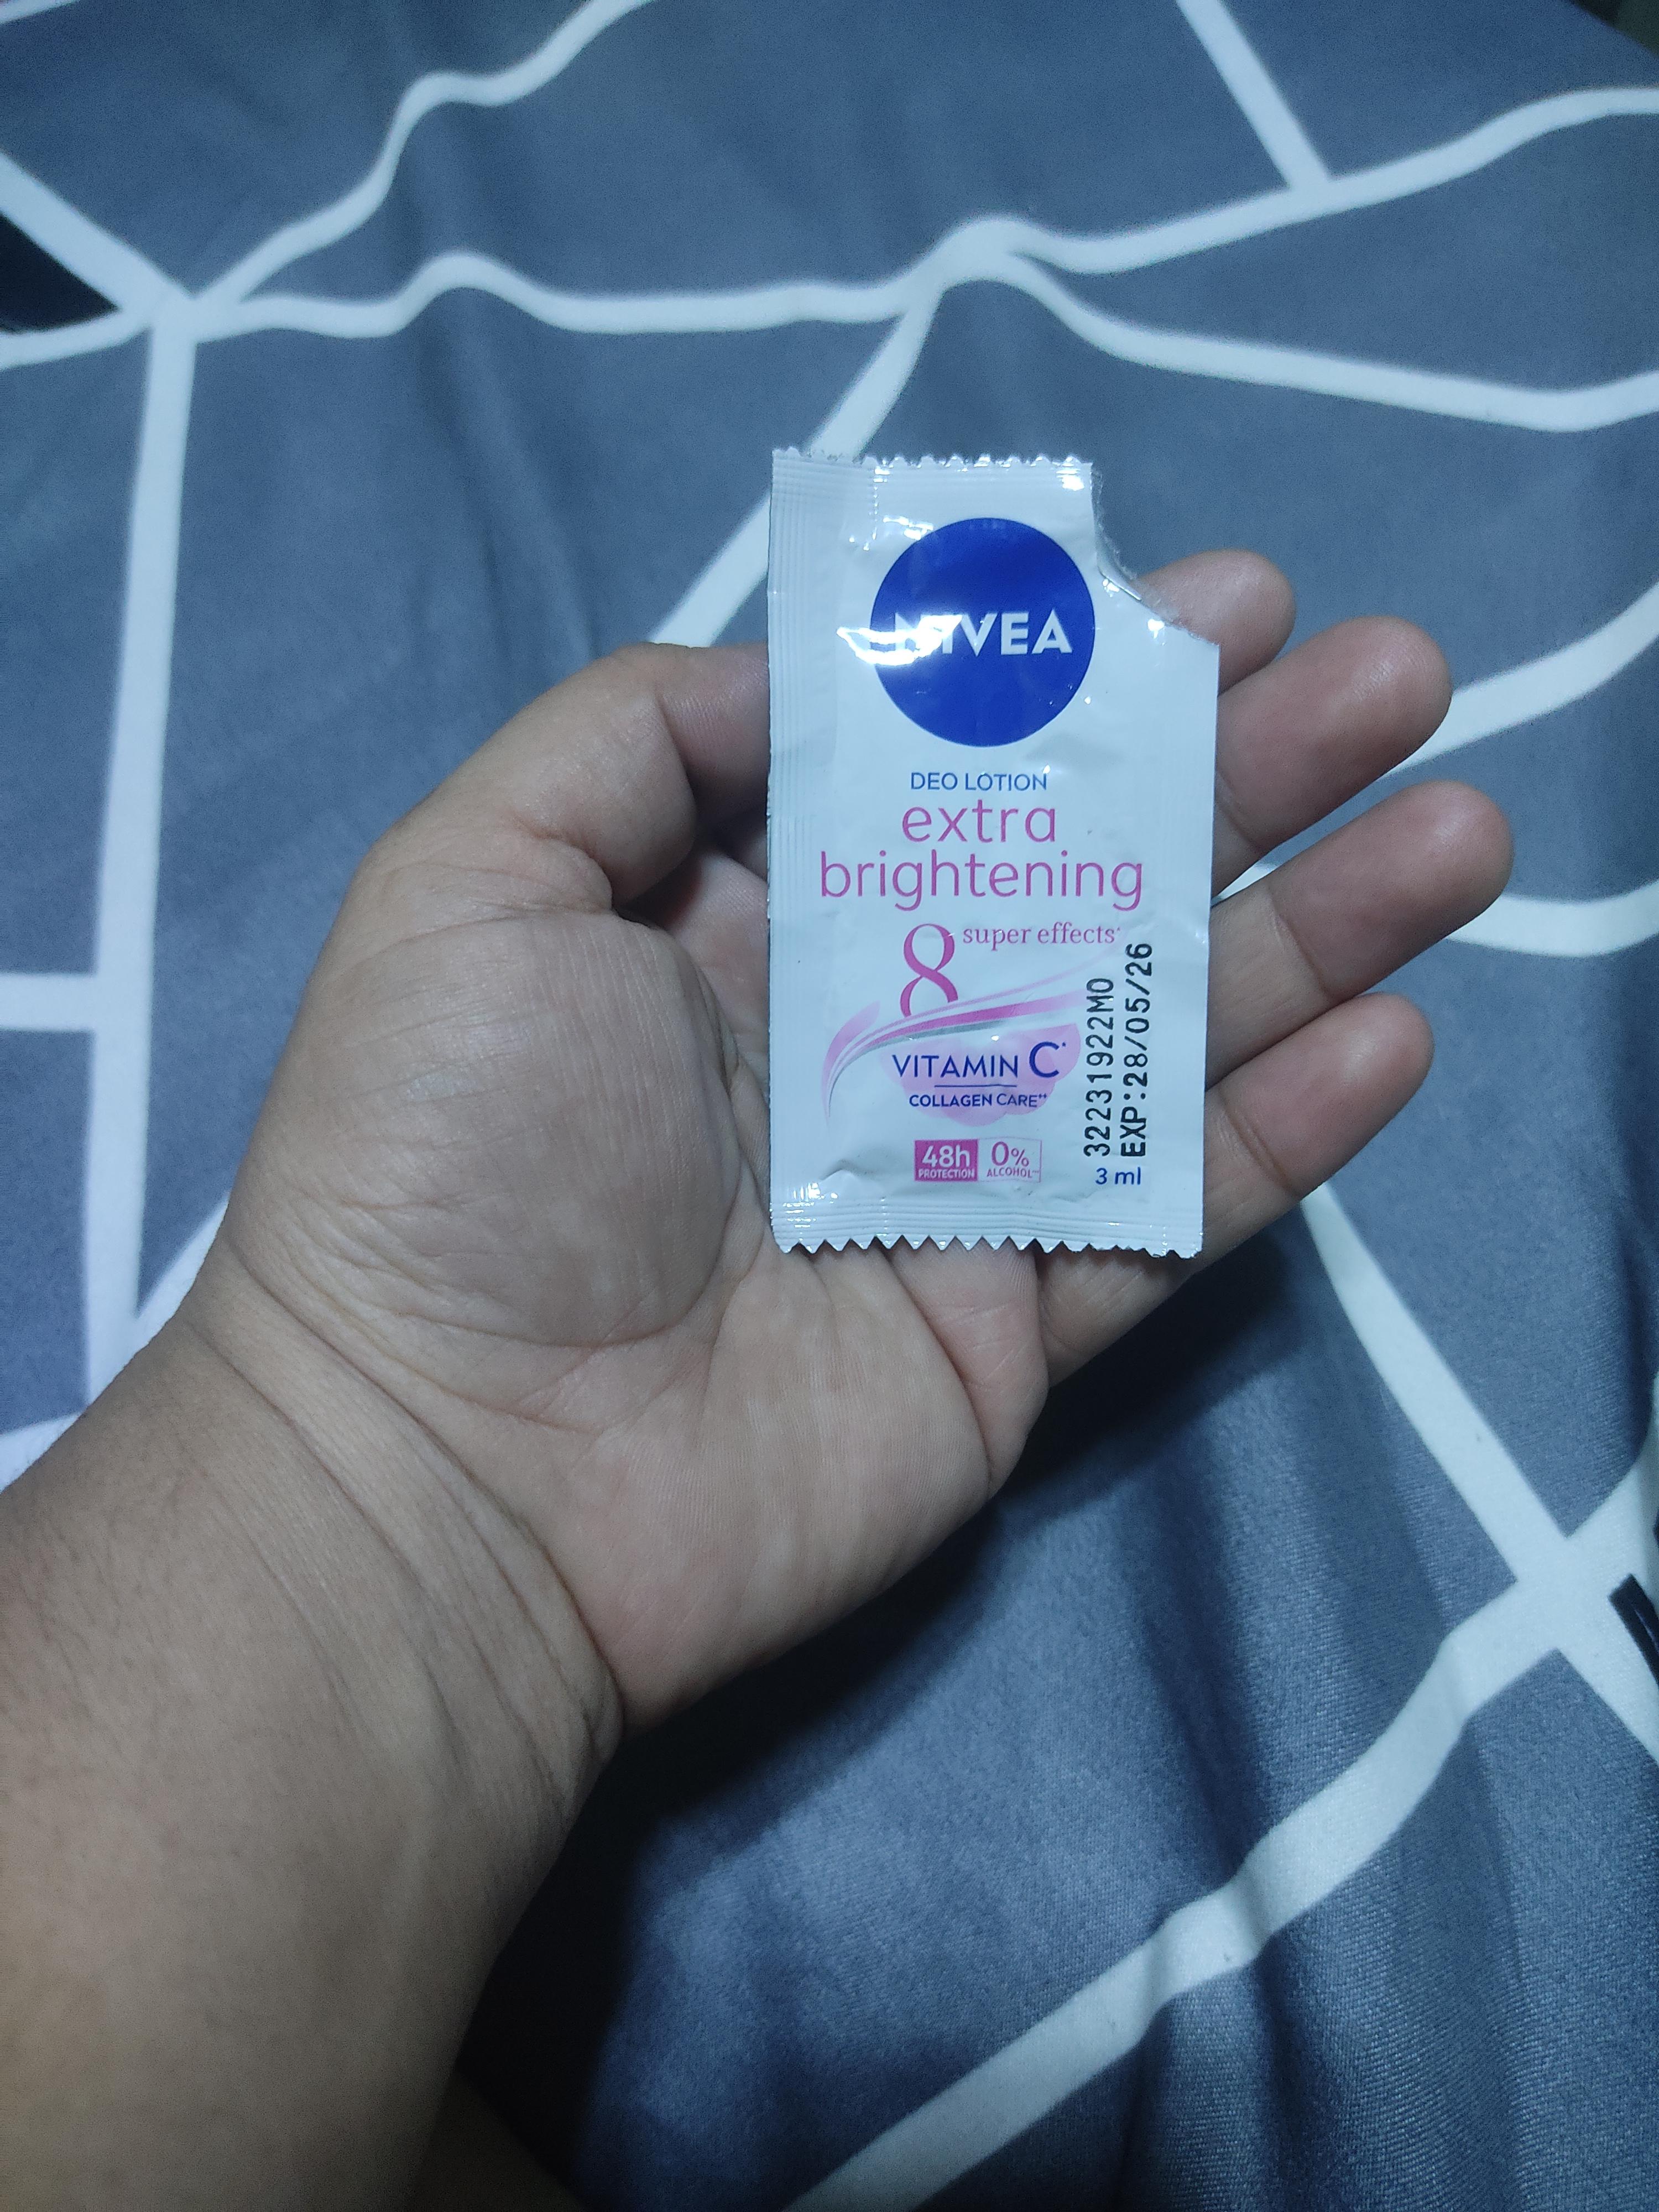 NIVEA
DEO LOTION
extra
brightening
8 super effects*
VITAMIN C*
COLLAGEN CARE**
48h
PROTECTION
0%
ALCOHOL***
32231922M0
EXP:28/05/26
3 ml